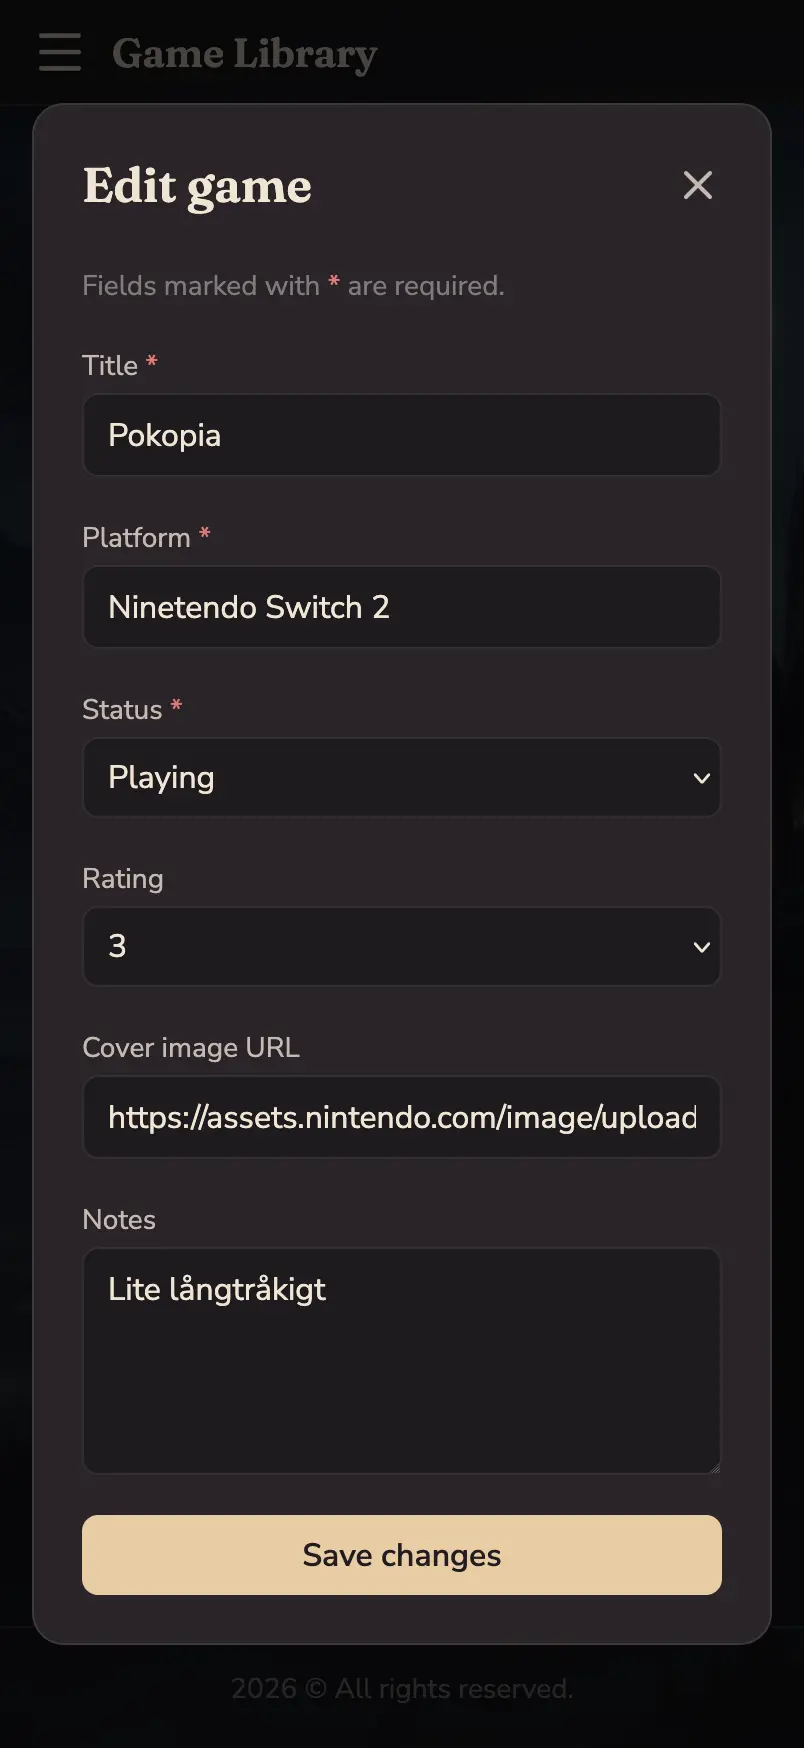 Game Library
Edit game
Fields marked with * are required.
Title *
Pokopia
Platform *
Ninetendo Switch 2
Status *
Playing
Rating
3
Cover image URL
https://assets.nintendo.com/image/upload
Notes
Lite långtråkigt
Save changes
2026 © All rights reserved.